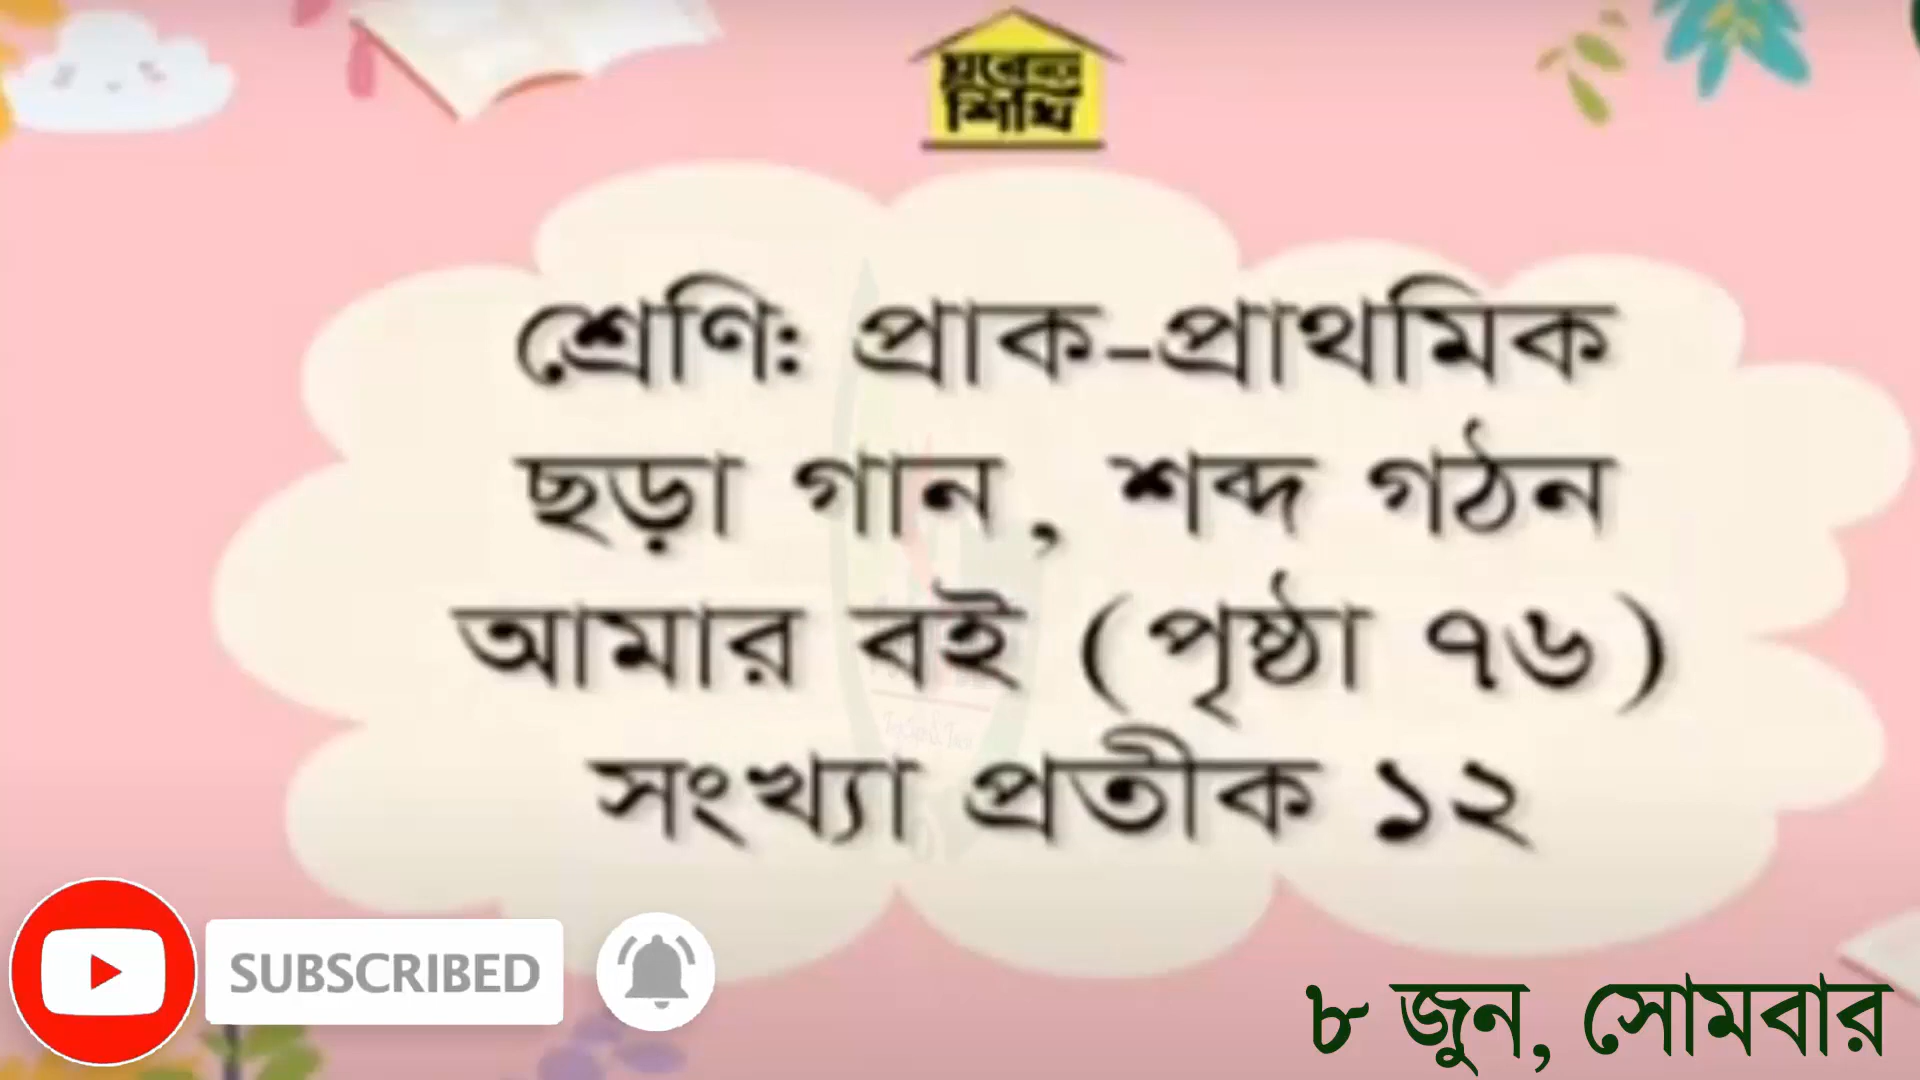 ঘরে বসে
শিখি
শ্রেণি: প্রাক-প্রাথমিক
ছড়া গান, শব্দ গঠন
আমার বই (পৃষ্ঠা ৭৬)
সংখ্যা প্রতীক ১২
SUBSCRIBED
৮ জুন, সোমবার